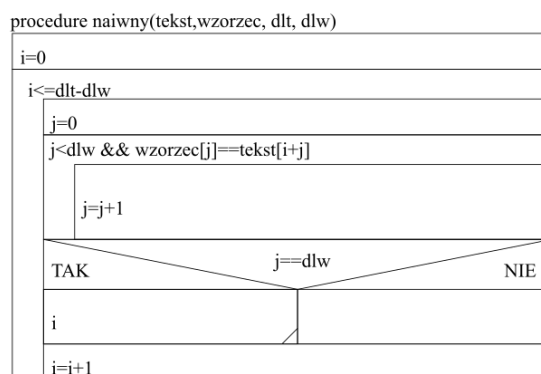 procedure naiwny(tekst,wzorzec, dlt, dlw)
i=0
i<=dlt-dlw
j=0
j<dlw && wzorzec[j]==tekst[i+j]
j=j+1
j==dlw
TAK
NIE
i
i=i+1